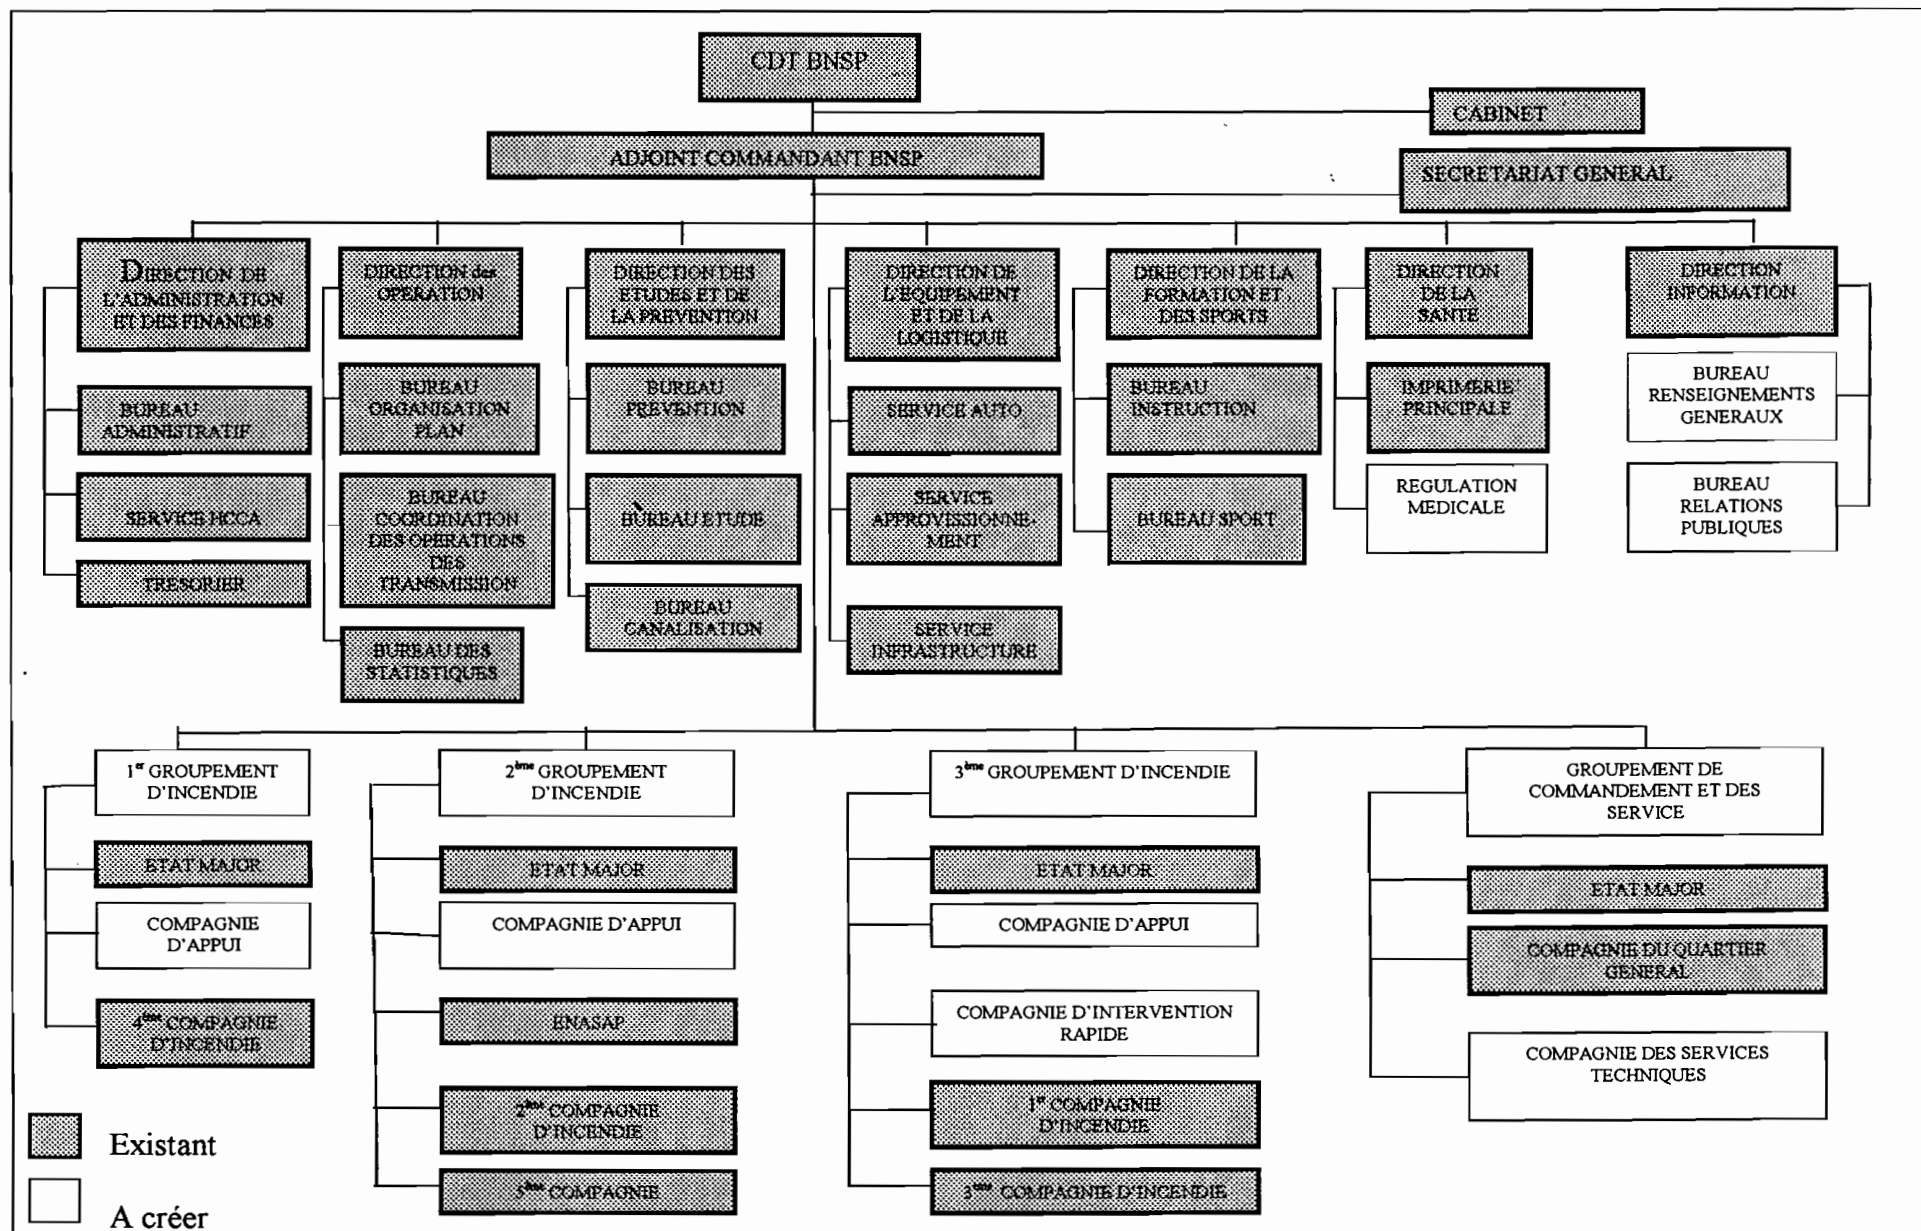 CDT BNSP
CABINET
ADJOINT COMMANDANT BNSP
SECRETARIAT GENERAL
DIRECTION DE
L'ADMINISTRATION
ET DES FINANCES
BUREAU
ADMINISTRATIF
SERVICE HCCA
TRESORIER
DIRECTION des
OPERATION
BUREAU
ORGANISATION
PLAN
BUREAU
COORDINATION
DES OPERATIONS
DES
TRANSMISSION
BUREAU DES
STATISTIQUES
DIRECTION DES
ETUDES ET DE
LA PREVENTION
BUREAU
PREVENTION
BUREAU ETUDE
BUREAU
CANALISATION
DIRECTION DE
L'EQUIPEMENT
ET DE LA
LOGISTIQUE
SERVICE AUTO
SERVICE
APPROVISSIONNE-
MENT
SERVICE
INFRASTRUCTURE
DIRECTION DE LA
FORMATION ET
DES SPORTS
BUREAU
INSTRUCTION
BUREAU SPORT
DIRECTION
DE LA
SANTE
IMPRIMERIE
PRINCIPALE
REGULATION
MEDICALE
DIRECTION
INFORMATION
BUREAU
RENSEIGNEMENTS
GENERAUX
BUREAU
RELATIONS
PUBLIQUES
1er GROUPEMENT
D'INCENDIE
ETAT MAJOR
COMPAGNIE
D'APPUI
4ème COMPAGNIE
D'INCENDIE
2ème GROUPEMENT
D'INCENDIE
ETAT MAJOR
COMPAGNIE D'APPUI
ENASAP
2ème COMPAGNIE
D'INCENDIE
5ème COMPAGNIE
3ème GROUPEMENT D'INCENDIE
ETAT MAJOR
COMPAGNIE D'APPUI
COMPAGNIE D'INTERVENTION
RAPIDE
1er COMPAGNIE
D'INCENDIE
3ème COMPAGNIE D'INCENDIE
GROUPEMENT DE
COMMANDEMENT ET DES
SERVICE
ETAT MAJOR
COMPAGNIE DU QUARTIER
GENERAL
COMPAGNIE DES SERVICES
TECHNIQUES
Existant
A créer